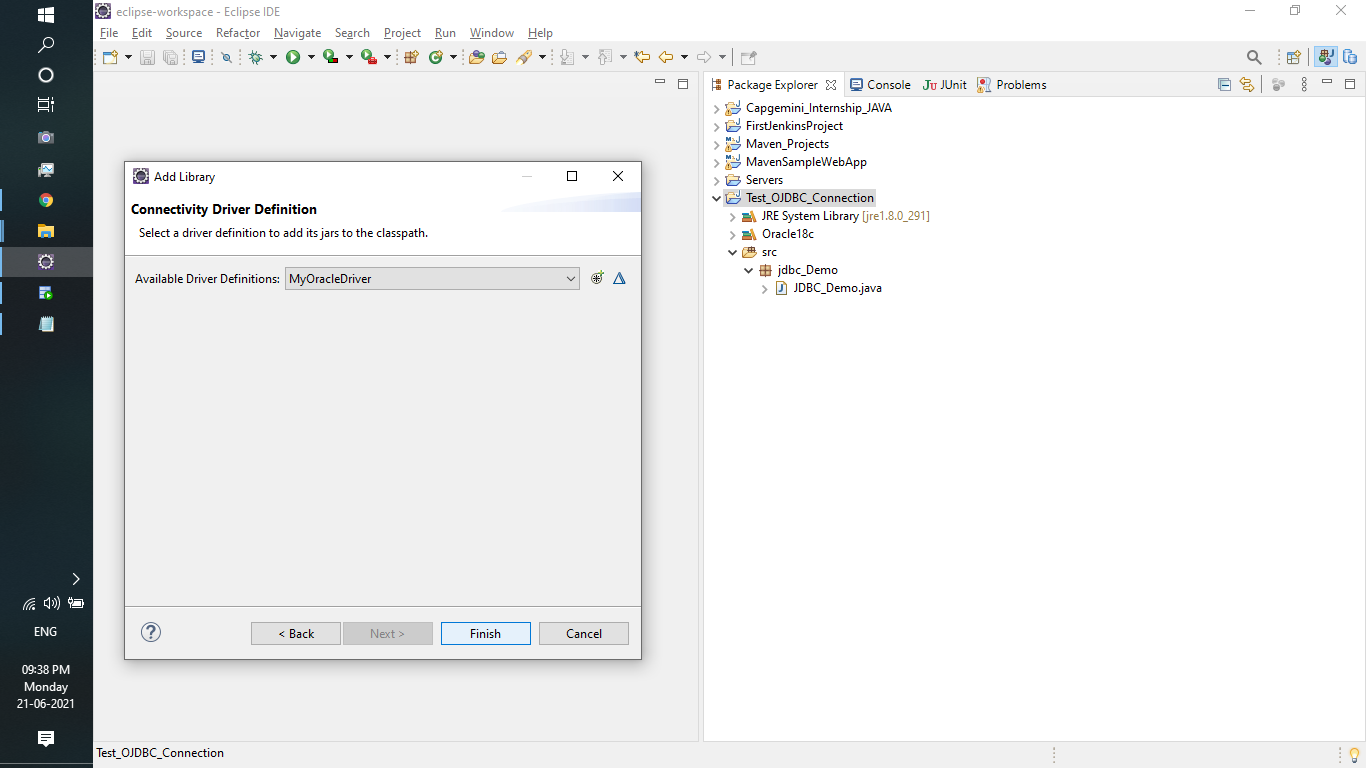 eclipse-workspace - Eclipse IDE
File Edit Source Refactor Navigate Search Project Run Window Help
Package Explorer Console Ju JUnit Problems
Capgemini_Internship_JAVA
FirstJenkinsProject
Maven_Projects
MavenSampleWebApp
Servers
Test_OJDBC_Connection
JRE System Library [jre1.8.0_291]
Oracle18c
src
jdbc_Demo
JDBC_Demo.java
Add Library
Connectivity Driver Definition
Select a driver definition to add its jars to the classpath.
Available Driver Definitions: MyOracleDriver
< Back Next > Finish Cancel
ENG
09:38 PM
Monday
21-06-2021
Test_OJDBC_Connection